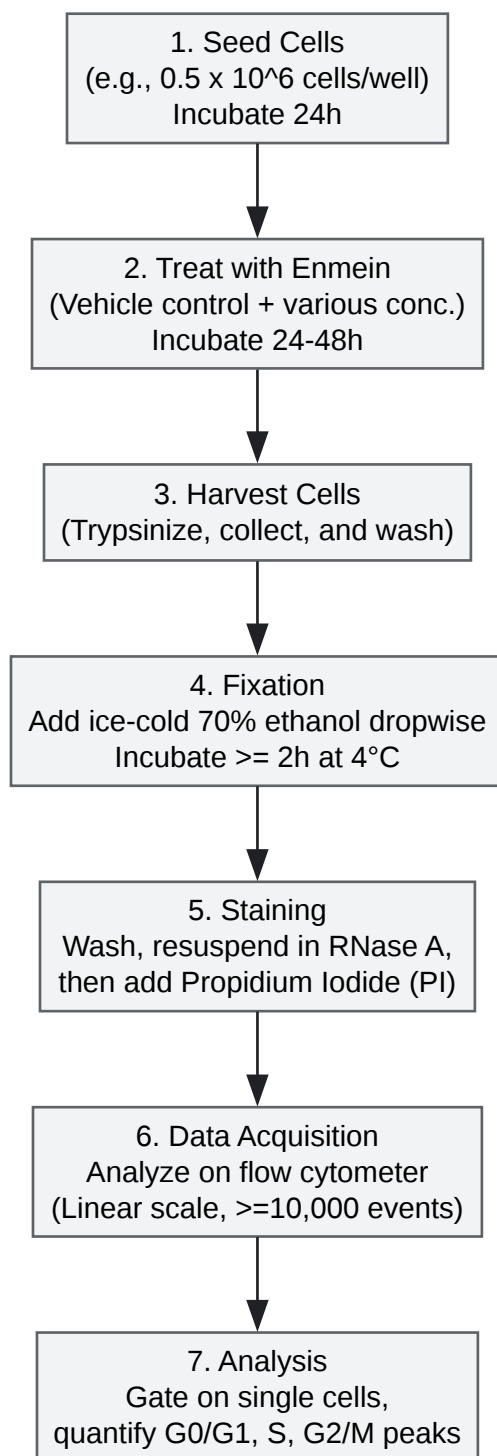 1. Seed Cells
(e.g., 0.5 x 10^6 cells/well)
Incubate 24h
2. Treat with Enmein
(Vehicle control + various conc.)
Incubate 24-48h
3. Harvest Cells
(Trypsinize, collect, and wash)
4. Fixation
Add ice-cold 70% ethanol dropwise
Incubate >= 2h at 4°C
5. Staining
Wash, resuspend in RNase A,
then add Propidium Iodide (PI)
6. Data Acquisition
Analyze on flow cytometer
(Linear scale, >=10,000 events)
7. Analysis
Gate on single cells,
quantify G0/G1, S, G2/M peaks